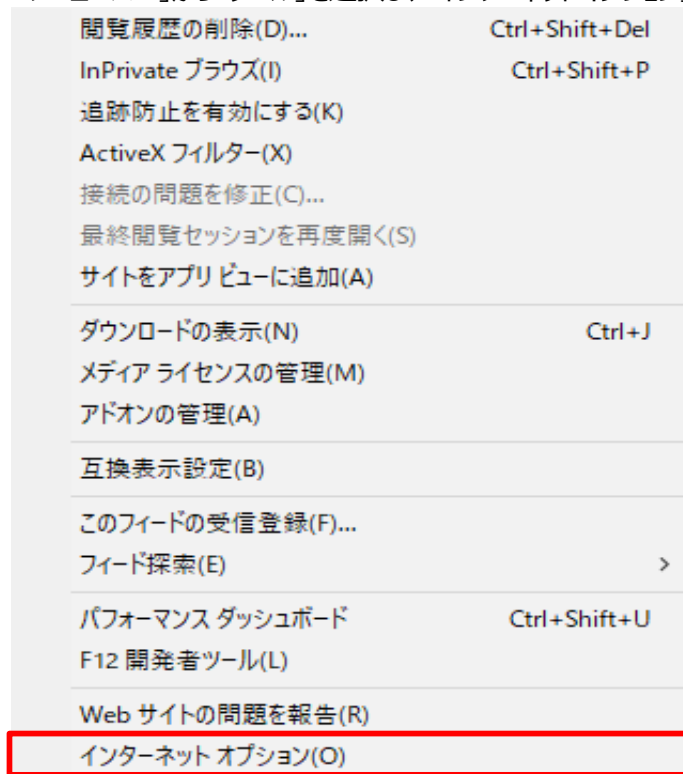 閲覧履歴の削除(D)... Ctrl+Shift+Del
InPrivate ブラウズ(I) Ctrl+Shift+P
追跡防止を有効にする(K)
ActiveX フィルター(X)
接続の問題を修正(C)...
最終閲覧セッションを再度開く(S)
サイトをアプリ ビューに追加(A)
ダウンロードの表示(N) Ctrl+J
メディア ライセンスの管理(M)
アドオンの管理(A)
互換表示設定(B)
このフィードの受信登録(F)...
フィード探索(E) >
パフォーマンス ダッシュボード Ctrl+Shift+U
F12 開発者ツール(L)
Web サイトの問題を報告(R)
インターネット オプション(O)